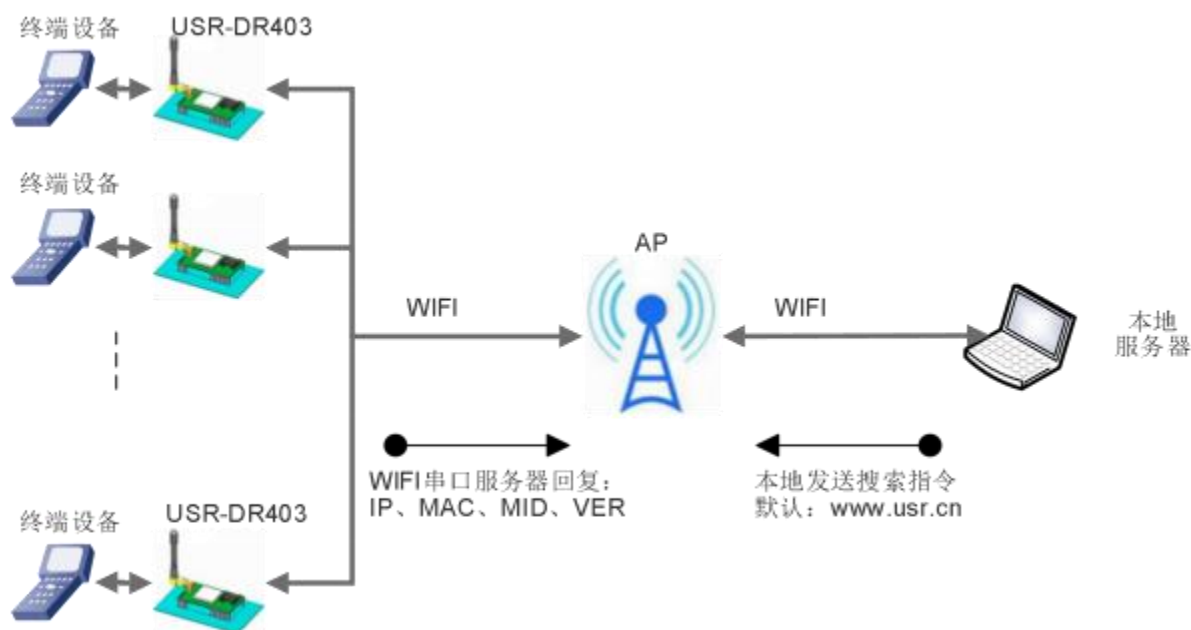 终端设备
USR-DR403
终端设备
AP
WIFI
WIFI
本地
服务器
WIFI串口服务器回复：
IP、MAC、MID、VER
本地发送搜索指令
默认：www.usr.cn
终端设备
USR-DR403